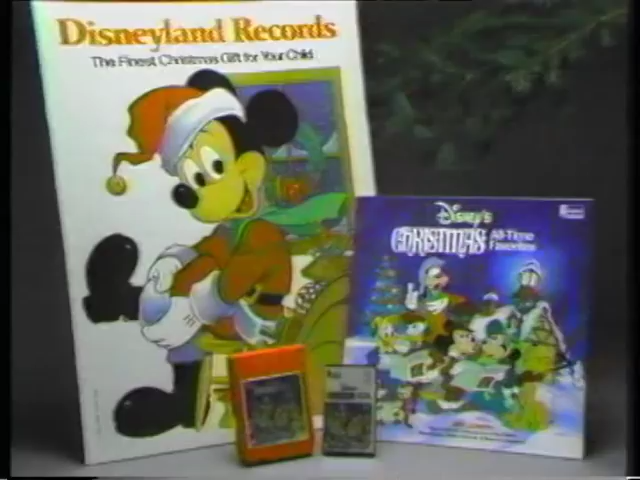 Disneyland Records
The Finest Christmas Gift for Your Child
Disney's
CHRISTMAS All-Time
Favorites